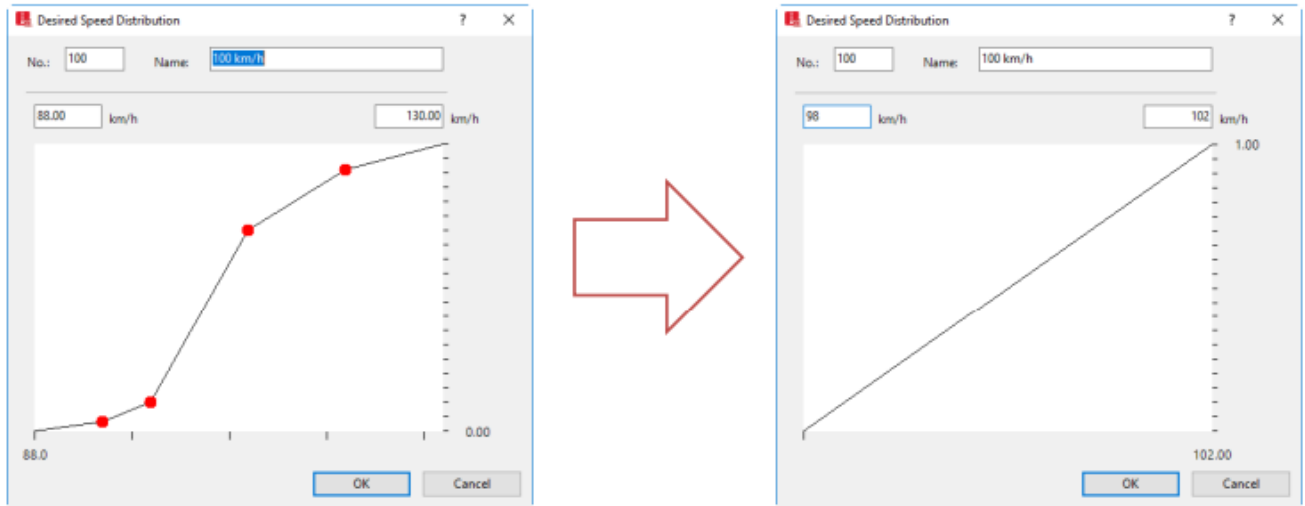 Desired Speed Distribution ? ×
No.: 100 Name: 100 km/h
88.00 km/h 130.00 km/h
0.00
88.0
OK Cancel
Desired Speed Distribution ? ×
No.: 100 Name: 100 km/h
98 km/h 102 km/h
1.00
102.00
OK Cancel